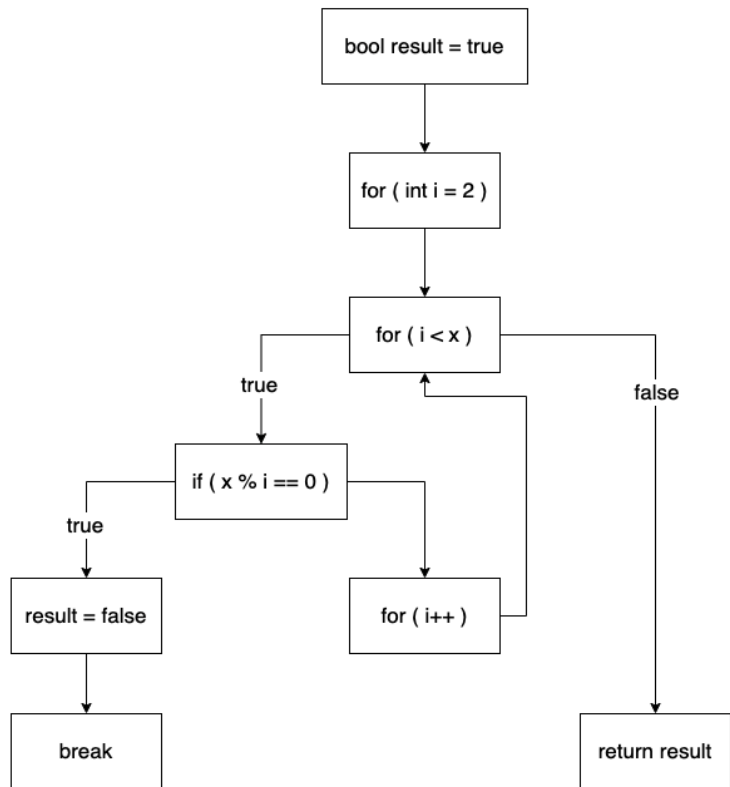 bool result = true
for ( int i = 2 )
for ( i < x )
true
false
if ( x % i == 0 )
true
result = false
for ( i++ )
break
return result